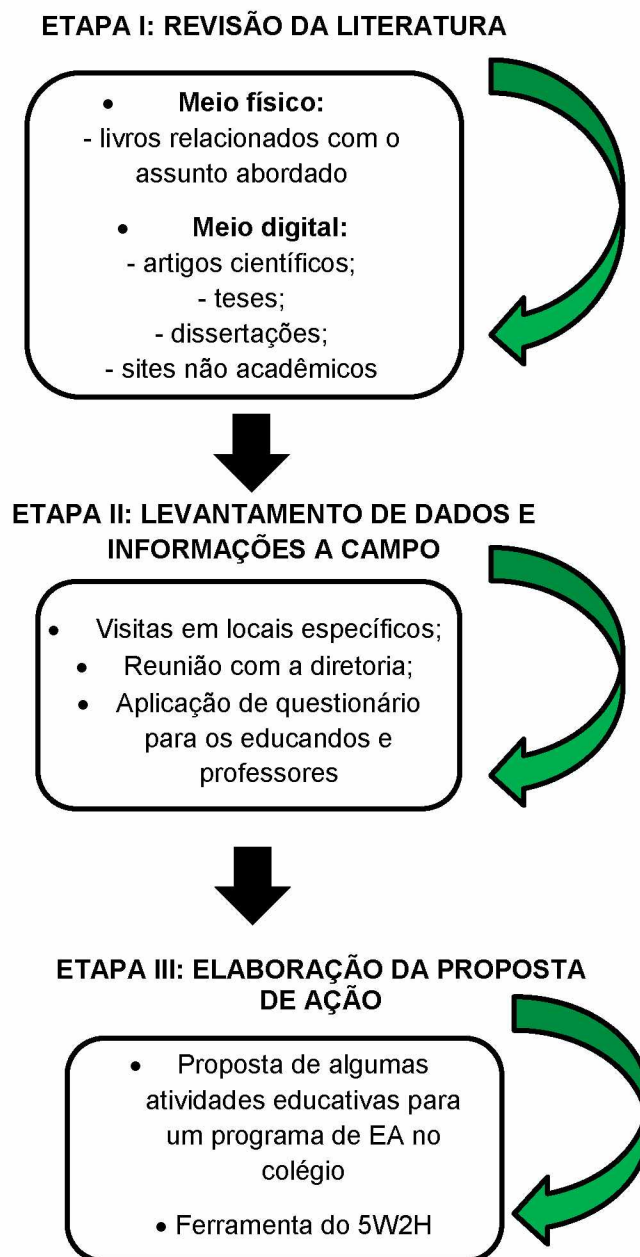 ETAPA I: REVISÃO DA LITERATURA
• Meio físico:
- livros relacionados com o
assunto abordado
• Meio digital:
- artigos científicos;
- teses;
- dissertações;
- sites não acadêmicos
ETAPA II: LEVANTAMENTO DE DADOS E
INFORMAÇÕES A CAMPO
• Visitas em locais específicos;
• Reunião com a diretoria;
• Aplicação de questionário
para os educandos e
professores
ETAPA III: ELABORAÇÃO DA PROPOSTA
DE AÇÃO
• Proposta de algumas
atividades educativas para
um programa de EA no
colégio
• Ferramenta do 5W2H